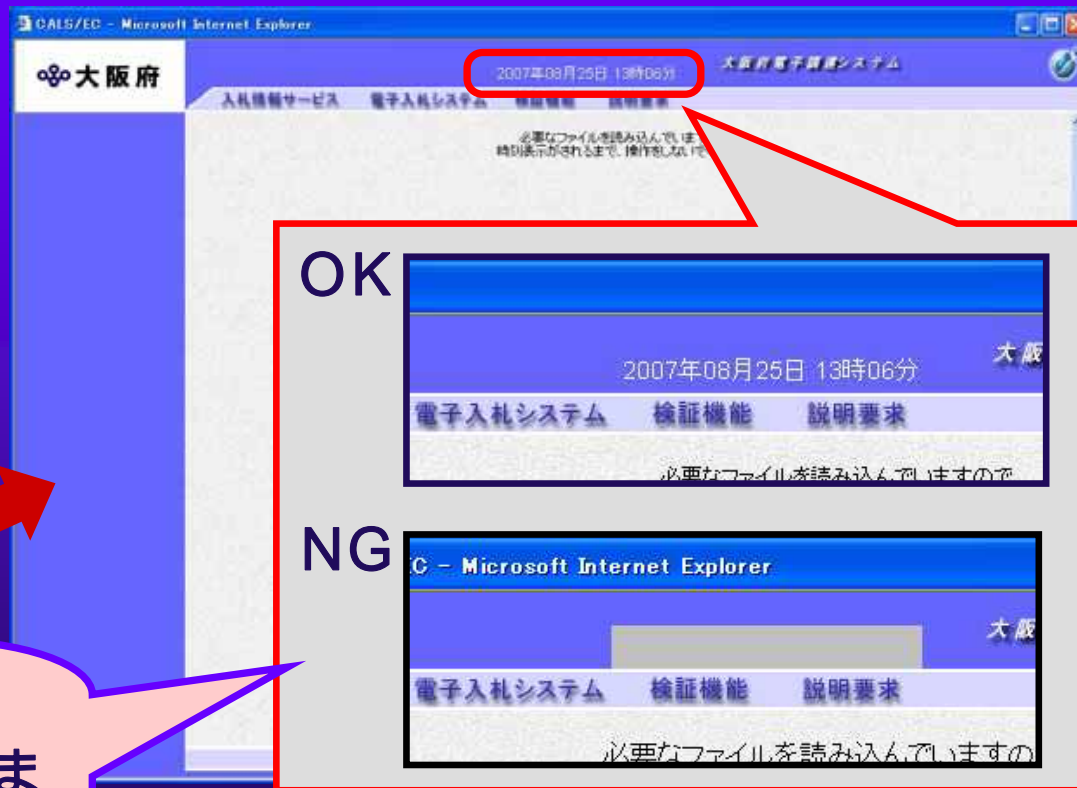 CALS/EC - Microsoft Internet Explorer
大阪府
2007年08月25日 13時06分
大阪府電子調達システム
入札情報サービス 電子入札システム 検証機能 説明要求
必要なファイルを読み込んでいま
時刻表示がされるまで、操作をしないで
OK
大阪
2007年08月25日 13時06分
電子入札システム 検証機能 説明要求
必要なファイルを読み込んでいますので
NG
C - Microsoft Internet Explorer
大阪
電子入札システム 検証機能 説明要求
必要なファイルを読み込んでいますの
ま